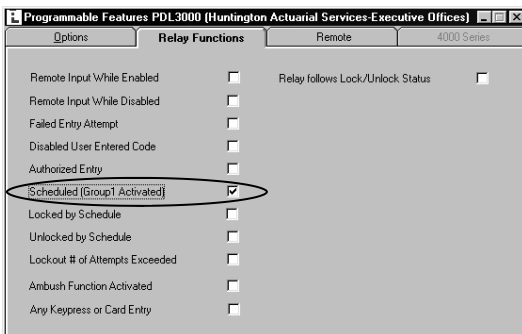 Programmable Features PDL3000 (Huntington Actuarial Services-Executive Offices)
Options Relay Functions Remote 4000 Series
Remote Input While Enabled
Relay follows Lock/Unlock Status
Remote Input While Disabled
Failed Entry Attempt
Disabled User Entered Code
Authorized Entry
Scheduled (Group1 Activated)
Locked by Schedule
Unlocked by Schedule
Lockout # of Attempts Exceeded
Ambush Function Activated
Any Keypress or Card Entry